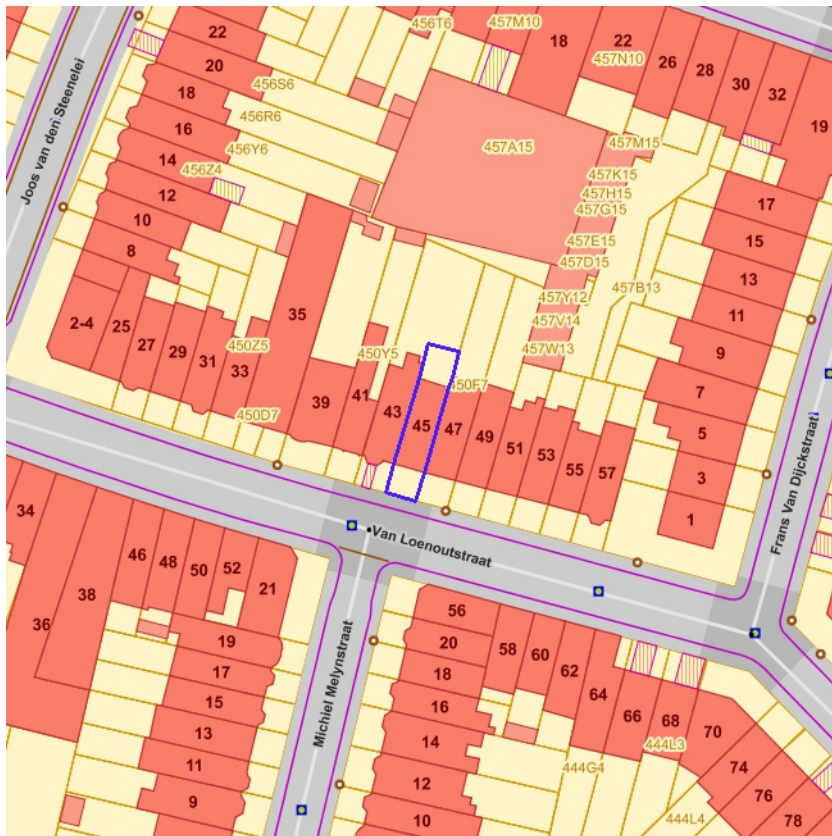 456T6
457M10
22
18
22
457N10
26
28
30
32
19
20
456S6
18
456R6
16
456Y6
14
456Z4
12
10
8
Joos van den Steenelei
457A15
457M15
457K15
457H15
457G15
457E15
457D15
457B13
457Y12
457V14
457W13
17
15
13
11
9
7
5
3
1
2-4
25
27
29
31
33
450Z5
450D7
35
39
41
450Y5
43
45
450F7
47
49
51
53
55
57
Frans Van Dijckstraat
Van Loenoutstraat
Michiel Melynstraat
34
36
38
46
48
50
52
21
19
17
15
13
11
9
56
20
18
16
14
12
10
58
60
62
64
66
68
70
74
76
78
444L3
444G4
444L4